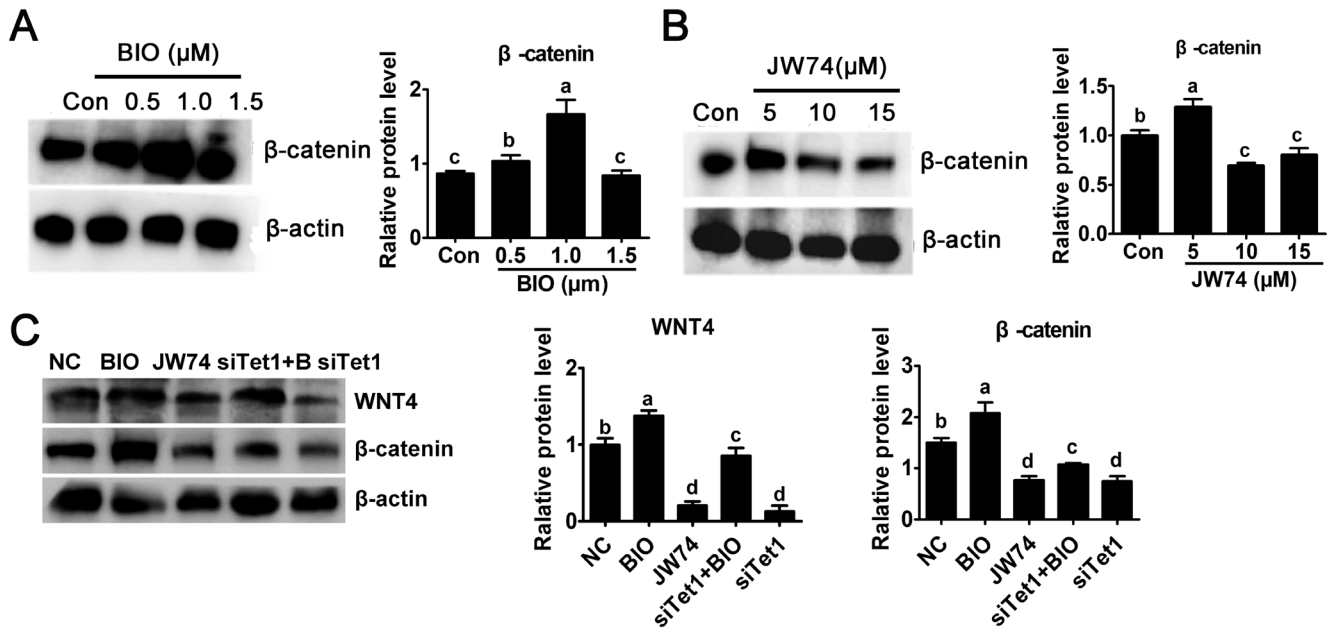 A
BIO (µM)
Con 0.5 1.0 1.5
β-catenin
β-actin
β -catenin
Ralative protein level
2
1
0
c b a c
Con 0.5 1.0 1.5
BIO (µm)
B
JW74(µM)
Con 5 10 15
β-catenin
β-actin
β -catenin
Ralative protein level
1.5
1.0
0.5
0.0
b a c c
Con 5 10 15
JW74 (µM)
C
NC BIO JW74 siTet1+B siTet1
WNT4
β-catenin
β-actin
WNT4
Ralative protein level
2
1
0
b a d c d
NC BIO JW74 siTet1+BIO siTet1
β -catenin
Ralative protein level
3
2
1
0
b a d c d
NC BIO JW74 siTet1+BIO siTet1